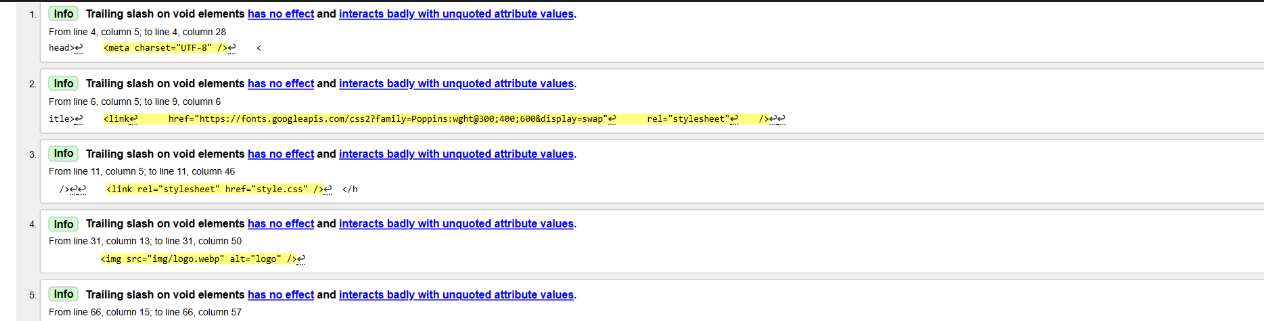 1. Info Trailing slash on void elements has no effect and interacts badly with unquoted attribute values.
From line 4, column 5; to line 4, column 28
head>↩    <meta charset="UTF-8" />↩    <
2. Info Trailing slash on void elements has no effect and interacts badly with unquoted attribute values.
From line 6, column 5; to line 9, column 6
itle>↩    <link↩      href="https://fonts.googleapis.com/css2?family=Poppins:wght@300;400;600&display=swap"↩      rel="stylesheet"↩    />↩↩
3. Info Trailing slash on void elements has no effect and interacts badly with unquoted attribute values.
From line 11, column 5; to line 11, column 46
/>↩↩    <link rel="stylesheet" href="style.css" />↩  </h
4. Info Trailing slash on void elements has no effect and interacts badly with unquoted attribute values.
From line 31, column 13; to line 31, column 50
<img src="img/logo.webp" alt="logo" />↩
5. Info Trailing slash on void elements has no effect and interacts badly with unquoted attribute values.
From line 66, column 15; to line 66, column 57